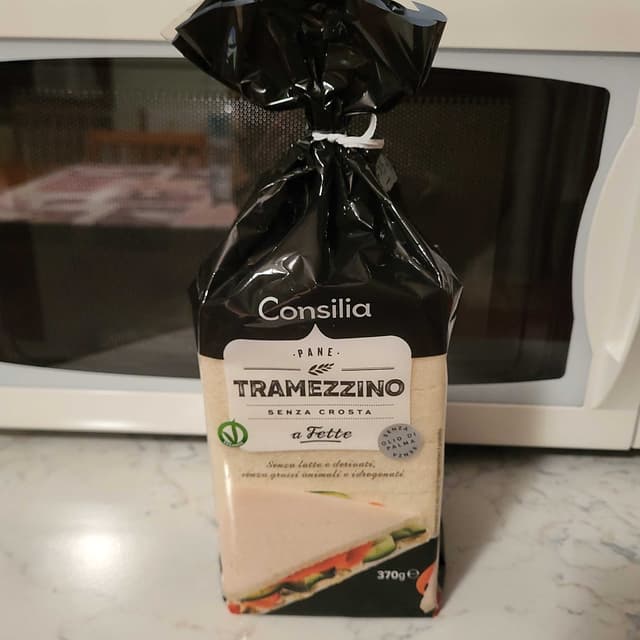 Consilia
· PANE ·
TRAMEZZINO
SENZA CROSTA
a Fette
SENZA
OLIO DI
PALMA
Senza latte e derivati,
senza grassi animali e idrogenati
370g ℮